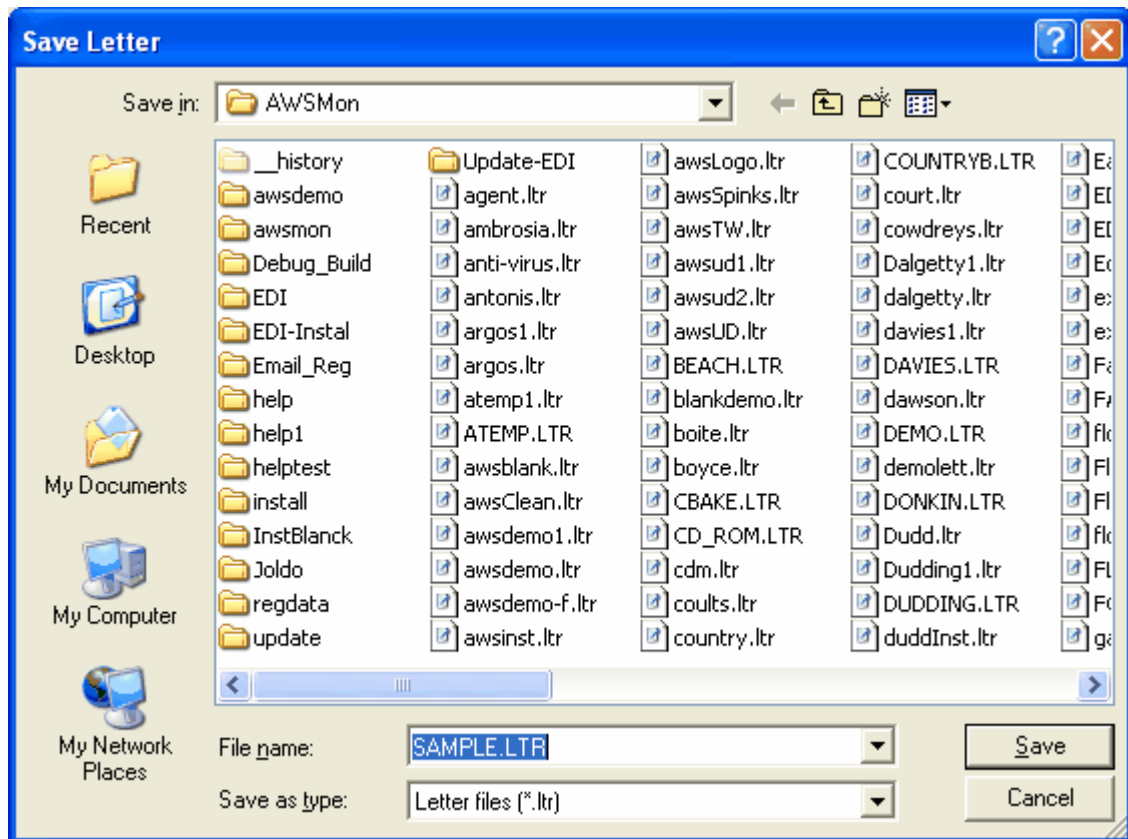 Save Letter
Save in: AWSMon
Recent
Desktop
My Documents
My Computer
My Network
Places
__history Update-EDI awsLogo.ltr COUNTRYB.LTR
awsdemo agent.ltr awsSpinks.ltr court.ltr
awsmon ambrosia.ltr awsTW.ltr cowdreys.ltr
Debug_Build anti-virus.ltr awsud1.ltr Dalgetty1.ltr
EDI antonis.ltr awsud2.ltr dalgetty.ltr
EDI-Instal argos1.ltr awsUD.ltr davies1.ltr
Email_Reg argos.ltr BEACH.LTR DAVIES.LTR
help atemp1.ltr blankdemo.ltr dawson.ltr
help1 ATEMP.LTR boite.ltr DEMO.LTR
helptest awsblank.ltr boyce.ltr demolett.ltr
install awsClean.ltr CBAKE.LTR DONKIN.LTR
InstBlanck awsdemo1.ltr CD_ROM.LTR Dudd.ltr
Joldo awsdemo.ltr cdm.ltr Dudding1.ltr
regdata awsdemo-f.ltr coults.ltr DUDDING.LTR
update awsinst.ltr country.ltr duddInst.ltr
File name: SAMPLE.LTR Save
Save as type: Letter files (*.ltr) Cancel